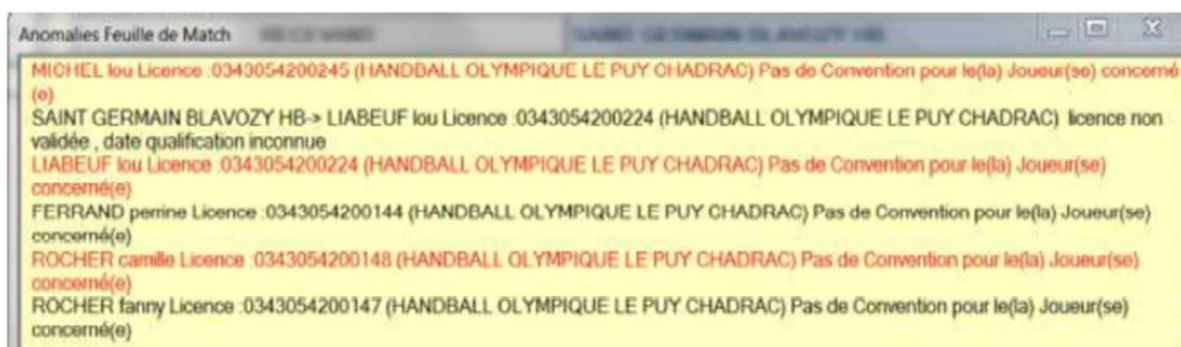 Anomalies Feuille de Match
MICHEL lou Licence :0343054200245 (HANDBALL OLYMPIQUE LE PUY CHADRAC) Pas de Convention pour le(la) Joueur(se) concerné
(e)
SAINT GERMAIN BLAVOZY HB-> LIABEUF lou Licence :0343054200224 (HANDBALL OLYMPIQUE LE PUY CHADRAC) licence non
validée , date qualification inconnue
LIABEUF lou Licence :0343054200224 (HANDBALL OLYMPIQUE LE PUY CHADRAC) Pas de Convention pour le(la) Joueur(se)
concerné(e)
FERRAND perrine Licence :0343054200144 (HANDBALL OLYMPIQUE LE PUY CHADRAC) Pas de Convention pour le(la) Joueur(se)
concerné(e)
ROCHER camille Licence :0343054200148 (HANDBALL OLYMPIQUE LE PUY CHADRAC) Pas de Convention pour le(la) Joueur(se)
concerné(e)
ROCHER fanny Licence :0343054200147 (HANDBALL OLYMPIQUE LE PUY CHADRAC) Pas de Convention pour le(la) Joueur(se)
concerné(e)